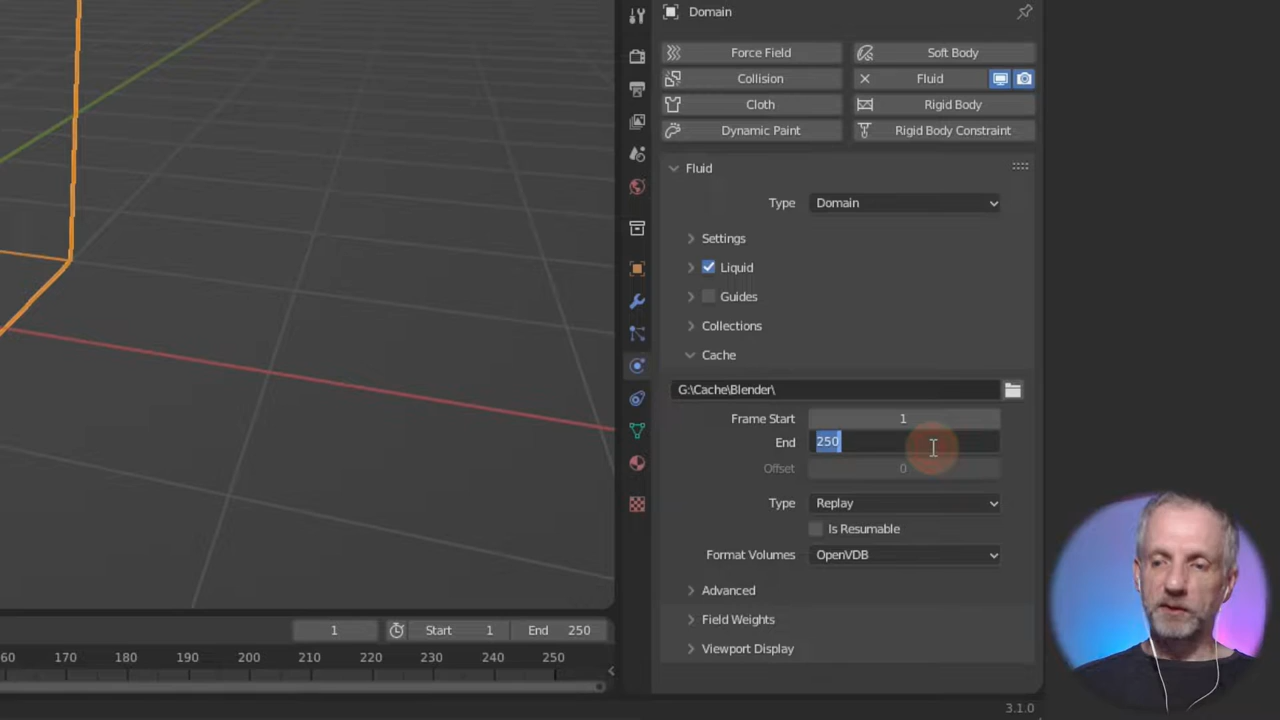 Domain
Force Field
Soft Body
Collision
Fluid
Cloth
Rigid Body
Dynamic Paint
Rigid Body Constraint
Fluid
Type Domain
Settings
Liquid
Guides
Collections
Cache
G:\Cache\Blender\
Frame Start 1
End 250
Offset 0
Type Replay
Is Resumable
Format Volumes OpenVDB
Advanced
Field Weights
Viewport Display
1 Start 1 End 250
60 170 180 190 200 210 220 230 240 250
3.1.0